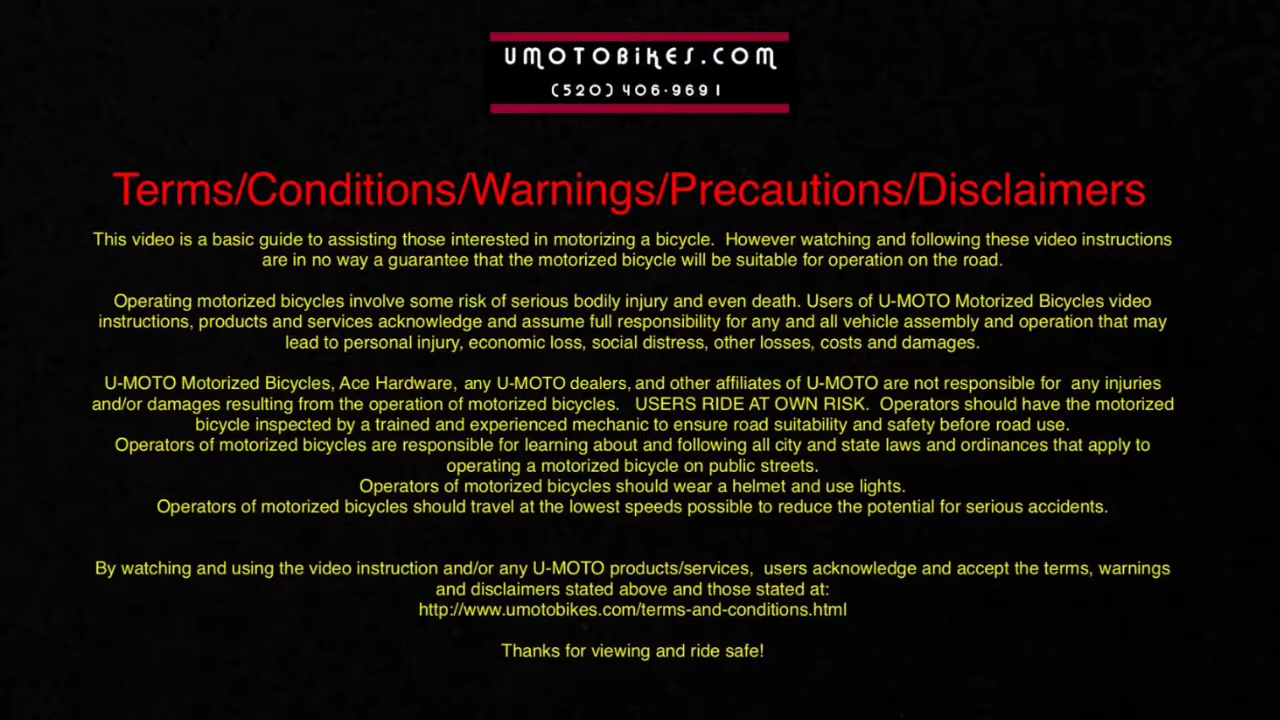 UMOTOBIKES.COM
(520) 406-9691
Terms/Conditions/Warnings/Precautions/Disclaimers
This video is a basic guide to assisting those interested in motorizing a bicycle.  However watching and following these video instructions
are in no way a guarantee that the motorized bicycle will be suitable for operation on the road.
Operating motorized bicycles involve some risk of serious bodily injury and even death. Users of U-MOTO Motorized Bicycles video
instructions, products and services acknowledge and assume full responsibility for any and all vehicle assembly and operation that may
lead to personal injury, economic loss, social distress, other losses, costs and damages.
U-MOTO Motorized Bicycles, Ace Hardware, any U-MOTO dealers, and other affiliates of U-MOTO are not responsible for  any injuries
and/or damages resulting from the operation of motorized bicycles.   USERS RIDE AT OWN RISK.  Operators should have the motorized
bicycle inspected by a trained and experienced mechanic to ensure road suitability and safety before road use.
Operators of motorized bicycles are responsible for learning about and following all city and state laws and ordinances that apply to
operating a motorized bicycle on public streets.
Operators of motorized bicycles should wear a helmet and use lights.
Operators of motorized bicycles should travel at the lowest speeds possible to reduce the potential for serious accidents.
By watching and using the video instruction and/or any U-MOTO products/services,  users acknowledge and accept the terms, warnings
and disclaimers stated above and those stated at:
http://www.umotobikes.com/terms-and-conditions.html
Thanks for viewing and ride safe!